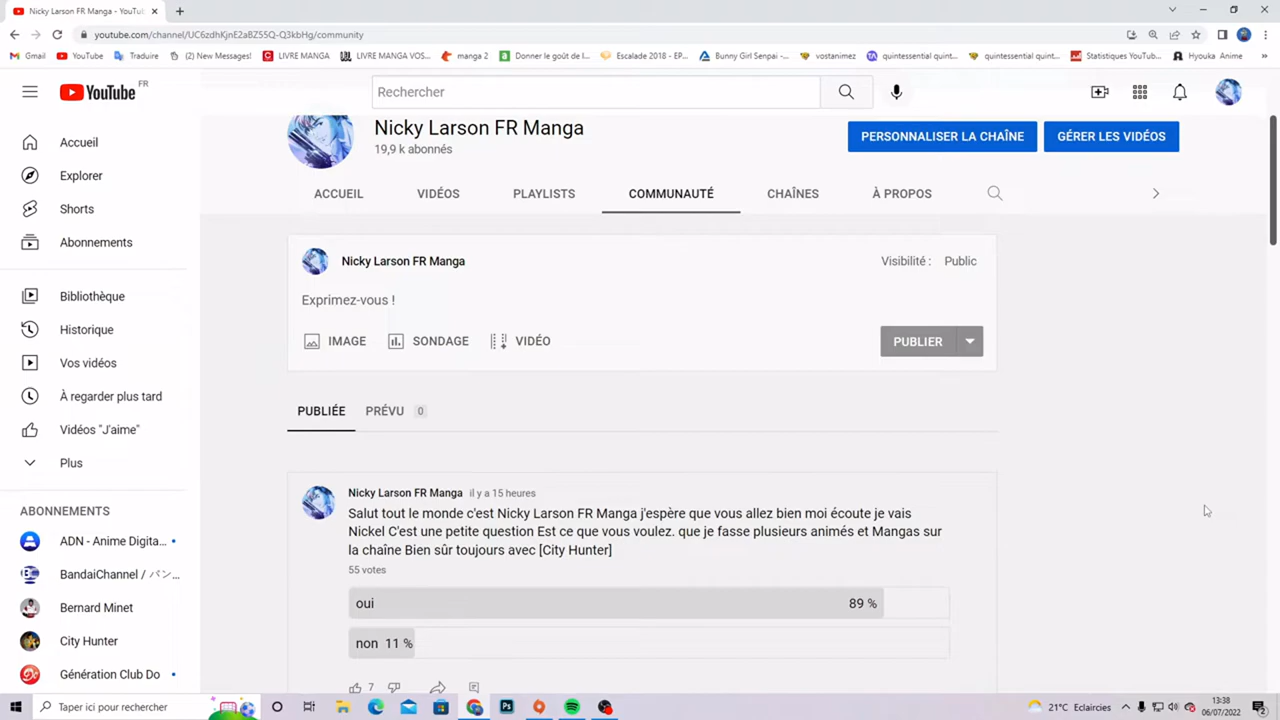 Nicky Larson FR Manga - YouTu
youtube.com/channel/UC6zdhKjnE2aBZ55Q-Q3kbHg/community
Gmail
YouTube
Traduire
(2) New Messages!
LIVRE MANGA
LIVRE MANGA VOS...
manga 2
Donner le goût de l...
Escalade 2018 - EP...
Bunny Girl Senpai -...
vostanimez
quintessential quint...
quintessential quint...
Statistiques YouTub...
Hyouka Anime
YouTube FR
Rechercher
Nicky Larson FR Manga
19,9 k abonnés
PERSONNALISER LA CHAÎNE
GÉRER LES VIDÉOS
ACCUEIL
VIDÉOS
PLAYLISTS
COMMUNAUTÉ
CHAÎNES
À PROPOS
Accueil
Explorer
Shorts
Abonnements
Bibliothèque
Historique
Vos vidéos
À regarder plus tard
Vidéos "J'aime"
Plus
ABONNEMENTS
ADN - Anime Digita...
BandaiChannel / バン...
Bernard Minet
City Hunter
Génération Club Do
Nicky Larson FR Manga
Visibilité : Public
Exprimez-vous !
IMAGE
SONDAGE
VIDÉO
PUBLIER
PUBLIÉE
PRÉVU 0
Nicky Larson FR Manga il y a 15 heures
Salut tout le monde c'est Nicky Larson FR Manga j'espère que vous allez bien moi écoute je vais
Nickel C'est une petite question Est ce que vous voulez. que je fasse plusieurs animés et Mangas sur
la chaîne Bien sûr toujours avec [City Hunter]
55 votes
oui 89 %
non 11 %
7
Taper ici pour rechercher
21°C Eclaircies
13:38
06/07/2022
2